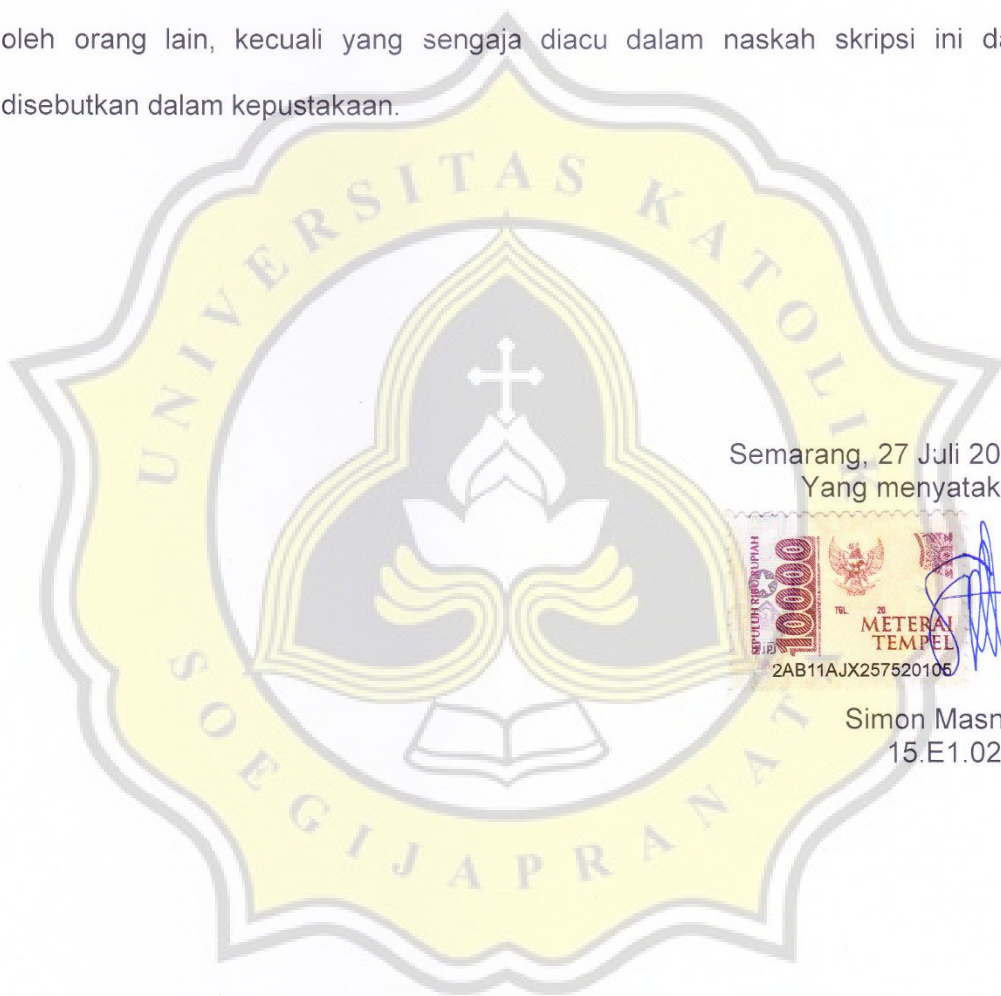 oleh orang lain, kecuali yang sengaja diacu dalam naskah skripsi ini da
disebutkan dalam kepustakaan.
UNIVERSITAS KATOLIK
SOEGIJAPRANATA
Semarang, 27 Juli 20
Yang menyatak
SEPULUH RIBU RUPIAH
10000
TGL. 20
METERAI
TEMPEL
2AB11AJX257520105
Simon Masn
15.E1.02